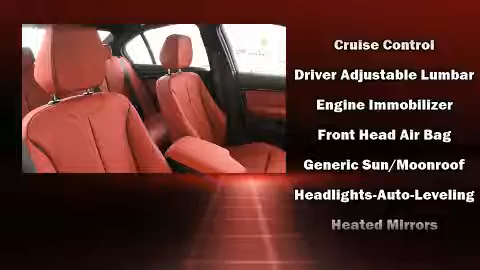 Cruise Control
Driver Adjustable Lumbar
Engine Immobilizer
Front Head Air Bag
Generic Sun/Moonroof
Headlights-Auto-Leveling
Heated Mirrors